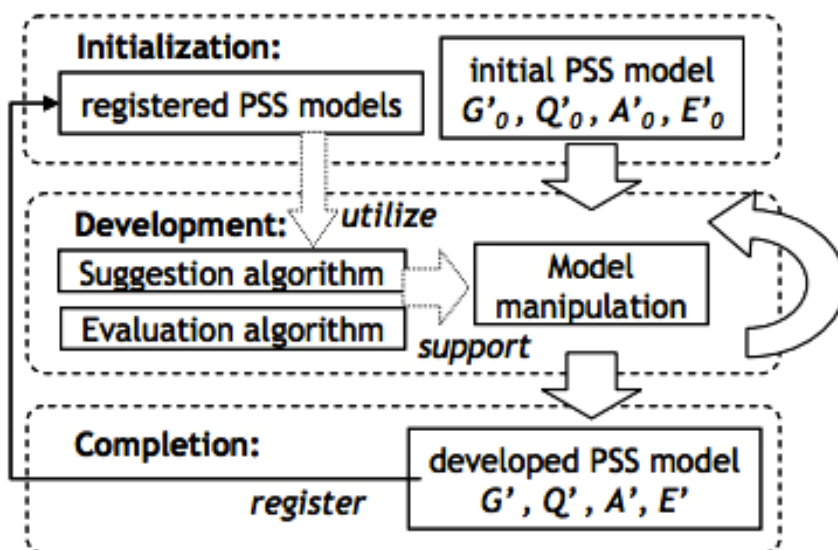 Initialization:
registered PSS models
initial PSS model
G'₀, Q'₀, A'₀, E'₀
utilize
Development:
Suggestion algorithm
Evaluation algorithm
Model
manipulation
support
Completion:
developed PSS model
G', Q', A', E'
register